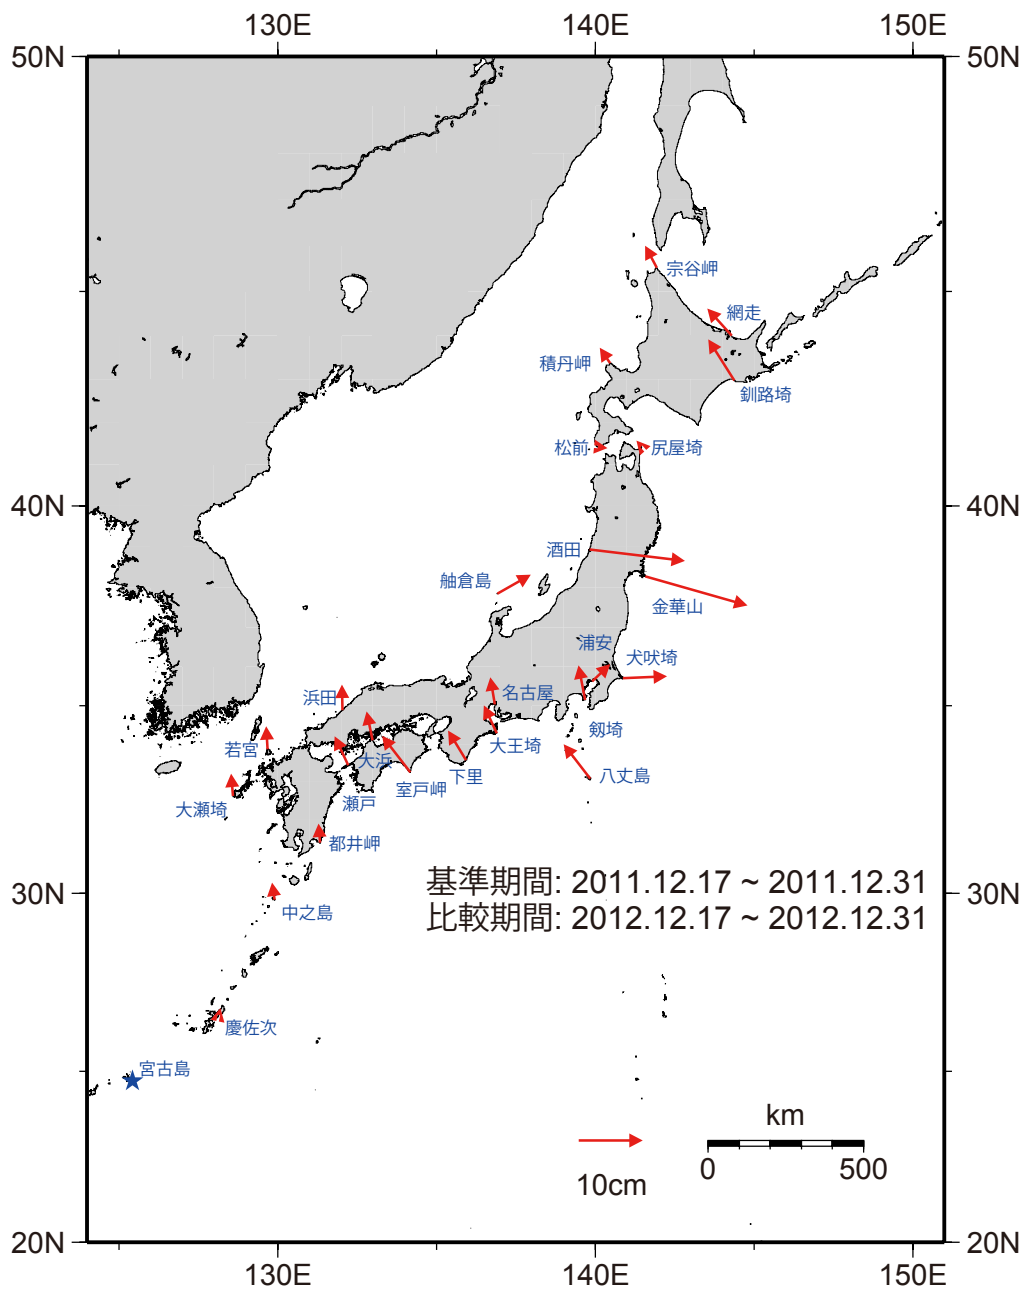 130E 140E 150E
50N 50N
宗谷岬
網走
積丹岬
釧路埼
松前 尻屋埼
40N 40N
酒田
舳倉島
金華山
浦安
犬吠埼
浜田 名古屋
剱埼
若宮 大浜 大王埼
室戸岬 下里 八丈島
大瀬埼 瀬戸
都井岬
基準期間: 2011.12.17 ~ 2011.12.31
30N 30N
中之島 比較期間: 2012.12.17 ~ 2012.12.31
慶佐次
宮古島
km
10cm 0 500
20N 20N
130E 140E 150E